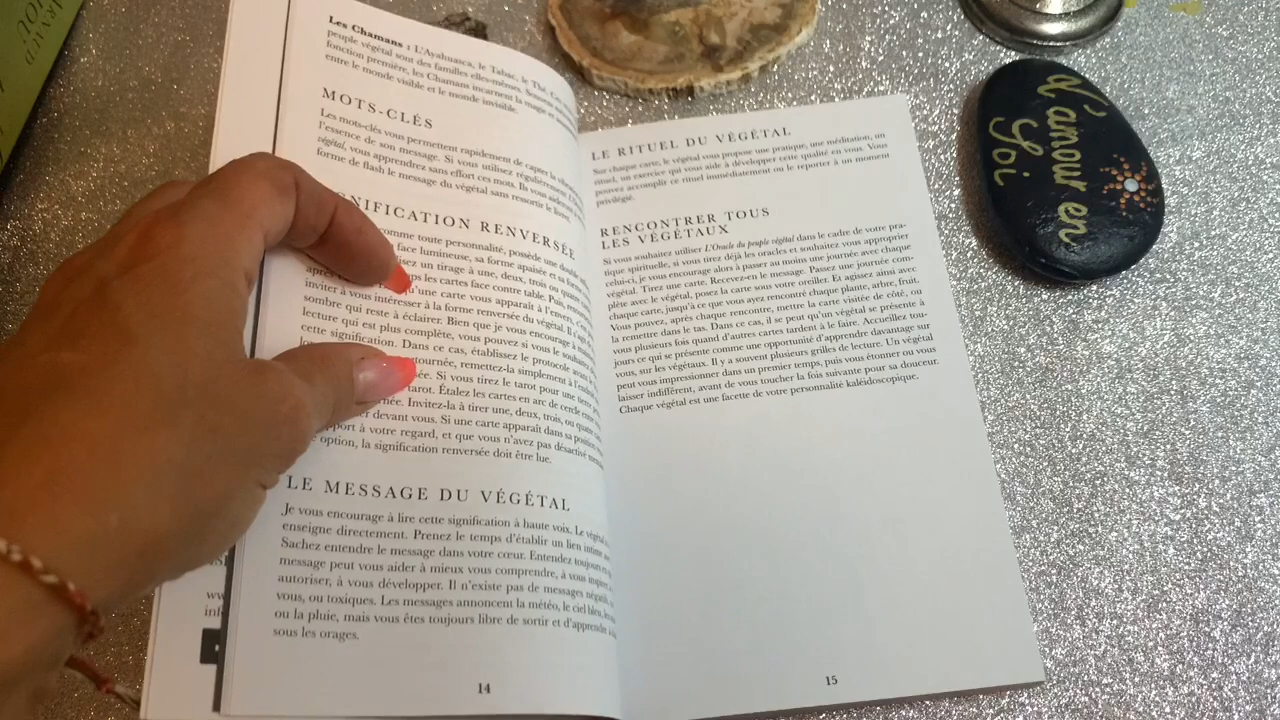 Les Chamans : L'Ayahuasca, le Tabac, le Thé.
peuple végétal sont des familles elles-mêmes.
fonction première, les Chamans incarnent la magie et
entre le monde visible et le monde invisible.
MOTS-CLÉS
Les mots-clés vous permettent rapidement de capter la
l'essence de son message. Si vous utilisez régulièrement
végétal, vous apprendrez sans effort ces mots. Ils vous aideront
forme de flash le message du végétal sans ressortir le livret.
RENVERSÉE
comme toute personnalité, possède une double
face lumineuse, sa forme apaisée et sa
un tirage à une, deux, trois ou quatre
les cartes face contre table. Puis,
qu'une carte vous apparaît à l'envers, c'est
inviter à vous intéresser à la forme renversée du végétal. Il
sombre qui reste à éclairer. Bien que je vous encourage à
lecture qui est plus complète, vous pouvez si vous le souhaitez
cette signification. Dans ce cas, établissez le protocole avant
remettez-la simplement à
Si vous tirez le tarot pour une tierce
tarot. Étalez les cartes en arc de cercle
Invitez-la à tirer une, deux, trois, ou quatre
devant vous. Si une carte apparaît dans sa position
à votre regard, et que vous n'avez pas désactivé
option, la signification renversée doit être lue.
LE MESSAGE DU VÉGÉTAL
Je vous encourage à lire cette signification à haute voix. Le végétal
enseigne directement. Prenez le temps d'établir un lien intime
Sachez entendre le message dans votre cœur. Entendez toujours
message peut vous aider à mieux vous comprendre, à vous
autoriser, à vous développer. Il n'existe pas de messages
vous, ou toxiques. Les messages annoncent la météo, le ciel bleu,
ou la pluie, mais vous êtes toujours libre de sortir et d'apprendre
sous les orages.
14
LE RITUEL DU VÉGÉTAL
Sur chaque carte, le végétal vous propose une pratique, une méditation, un
rituel, un exercice qui vous aide à développer cette qualité en vous. Vous
pouvez accomplir ce rituel immédiatement ou le reporter à un moment
privilégié.
RENCONTRER TOUS
LES VÉGÉTAUX
Si vous souhaitez utiliser L'Oracle du peuple végétal dans le cadre de votre pra-
tique spirituelle, si vous tirez déjà les oracles et souhaitez vous approprier
celui-ci, je vous encourage alors à passer au moins une journée avec chaque
végétal. Tirez une carte. Recevez-en le message. Passez une journée com-
plète avec le végétal, posez la carte sous votre oreiller. Et agissez ainsi avec
chaque carte, jusqu'à ce que vous ayez rencontré chaque plante, arbre, fruit.
Vous pouvez, après chaque rencontre, mettre la carte visitée de côté, ou
la remettre dans le tas. Dans ce cas, il se peut qu'un végétal se présente à
vous plusieurs fois quand d'autres cartes tardent à le faire. Accueillez tou-
jours ce qui se présente comme une opportunité d'apprendre davantage sur
vous, sur les végétaux. Il y a souvent plusieurs grilles de lecture. Un végétal
peut vous impressionner dans un premier temps, puis vous étonner ou vous
laisser indifférent, avant de vous toucher la fois suivante pour sa douceur.
Chaque végétal est une facette de votre personnalité kaléidoscopique.
15
d'amour en
Yoi